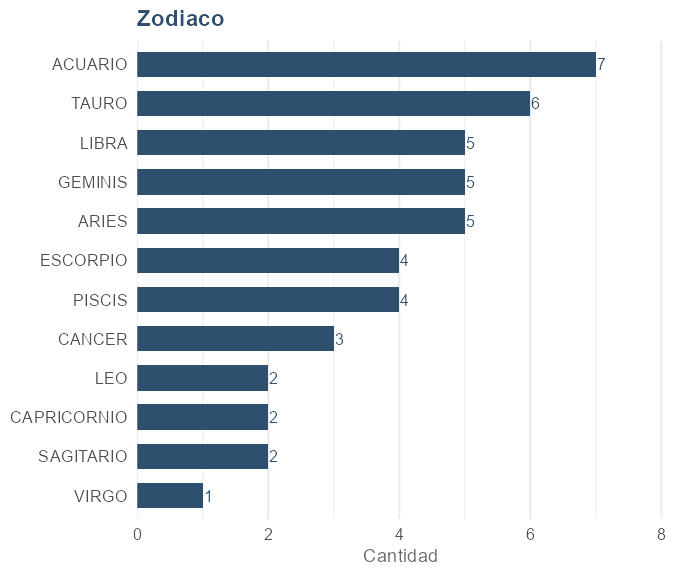 Zodiaco
ACUARIO 7
TAURO 6
LIBRA 5
GEMINIS 5
ARIES 5
ESCORPIO 4
PISCIS 4
CANCER 3
LEO 2
CAPRICORNIO 2
SAGITARIO 2
VIRGO 1
0 2 4 6 8
Cantidad